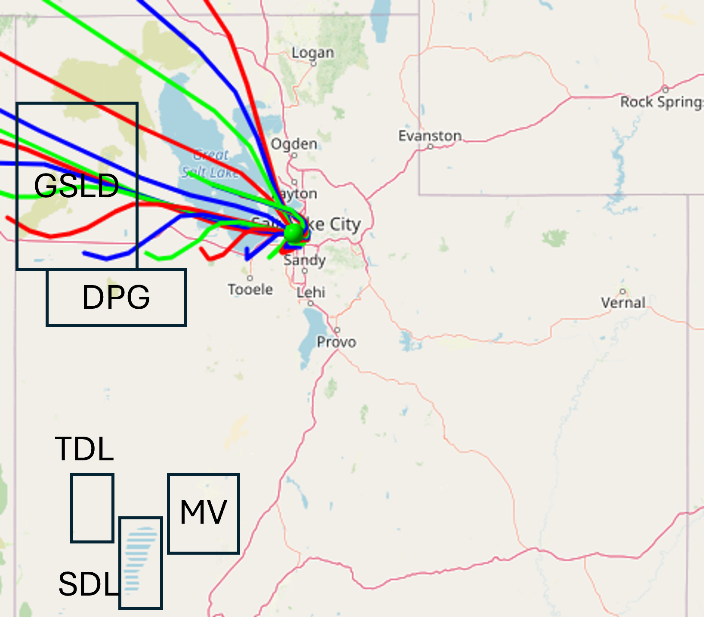 Logan
Rock Springs
Evanston
Ogden
Great
Salt Lake
GSLD
Layton
Salt Lake City
Sandy
DPG
Tooele
Lehi
Vernal
Provo
TDL
MV
SDL